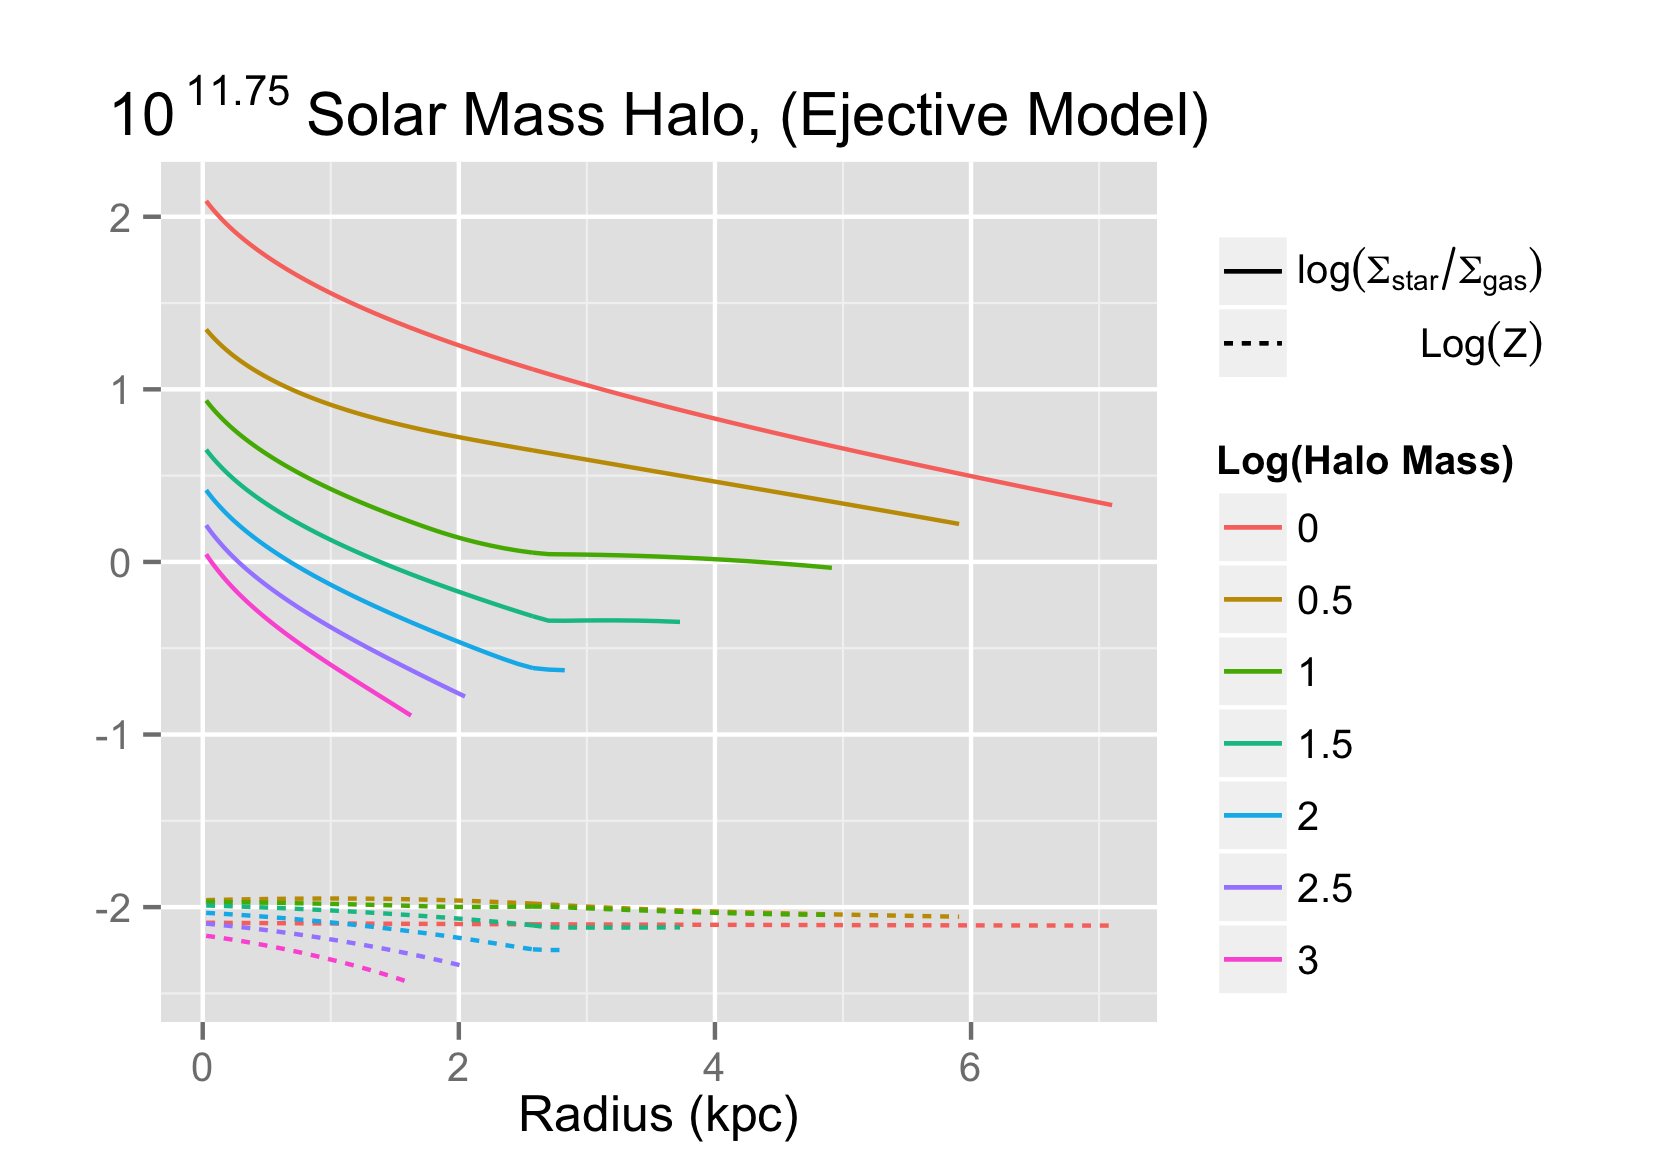 10^11.75 Solar Mass Halo, (Ejective Model)
2
1
0
-1
-2
0 2 4 6
Radius (kpc)
log(Σstar/Σgas)
Log(Z)
Log(Halo Mass)
0
0.5
1
1.5
2
2.5
3